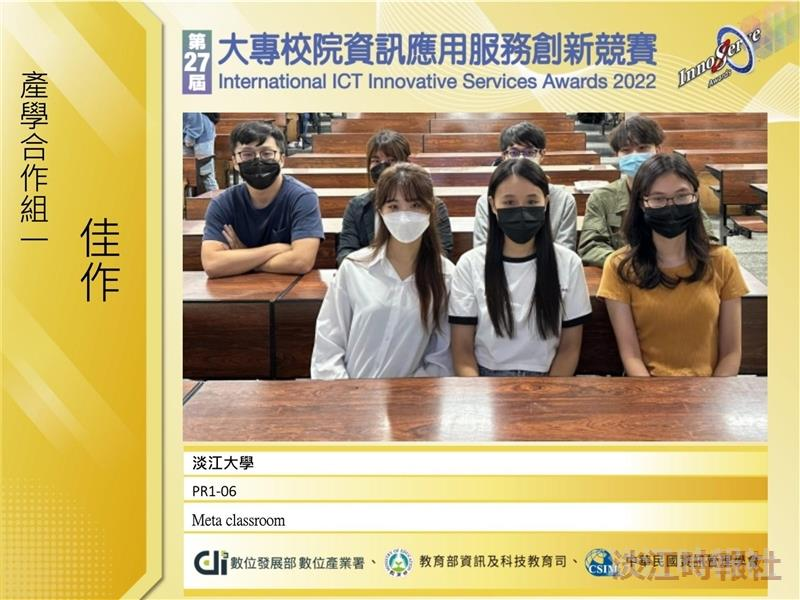 第27屆
大專校院資訊應用服務創新競賽
International ICT Innovative Services Awards 2022
InnoServe
Awards
產學合作組一
佳作
淡江大學
PR1-06
Meta classroom
數位發展部 數位產業署、
教育部資訊及科技教育司、
CSIM
中華民國資訊管理學會
淡江時報社